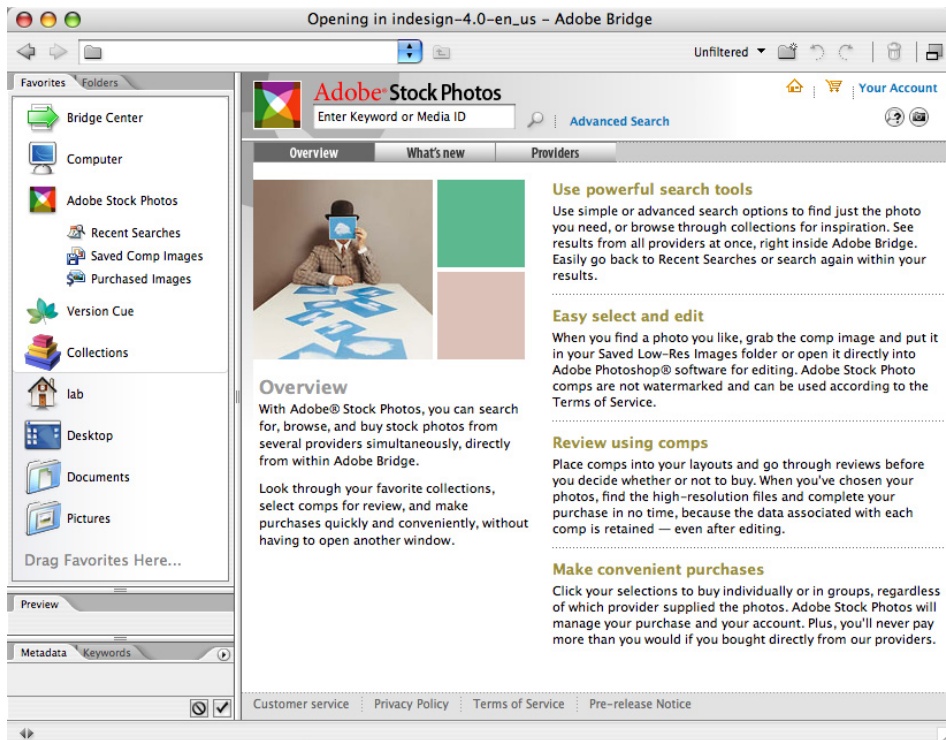 Opening in indesign-4.0-en_us – Adobe Bridge
Unfiltered
Favorites
Folders
Bridge Center
Computer
Adobe Stock Photos
Recent Searches
Saved Comp Images
Purchased Images
Version Cue
Collections
lab
Desktop
Documents
Pictures
Drag Favorites Here...
Preview
Metadata
Keywords
Adobe® Stock Photos
Enter Keyword or Media ID
Advanced Search
Your Account
Overview
What's new
Providers
Overview
With Adobe® Stock Photos, you can search
for, browse, and buy stock photos from
several providers simultaneously, directly
from within Adobe Bridge.
Look through your favorite collections,
select comps for review, and make
purchases quickly and conveniently, without
having to open another window.
Use powerful search tools
Use simple or advanced search options to find just the photo
you need, or browse through collections for inspiration. See
results from all providers at once, right inside Adobe Bridge.
Easily go back to Recent Searches or search again within your
results.
Easy select and edit
When you find a photo you like, grab the comp image and put it
in your Saved Low-Res Images folder or open it directly into
Adobe Photoshop® software for editing. Adobe Stock Photo
comps are not watermarked and can be used according to the
Terms of Service.
Review using comps
Place comps into your layouts and go through reviews before
you decide whether or not to buy. When you've chosen your
photos, find the high-resolution files and complete your
purchase in no time, because the data associated with each
comp is retained — even after editing.
Make convenient purchases
Click your selections to buy individually or in groups, regardless
of which provider supplied the photos. Adobe Stock Photos will
manage your purchase and your account. Plus, you'll never pay
more than you would if you bought directly from our providers.
Customer service
Privacy Policy
Terms of Service
Pre-release Notice